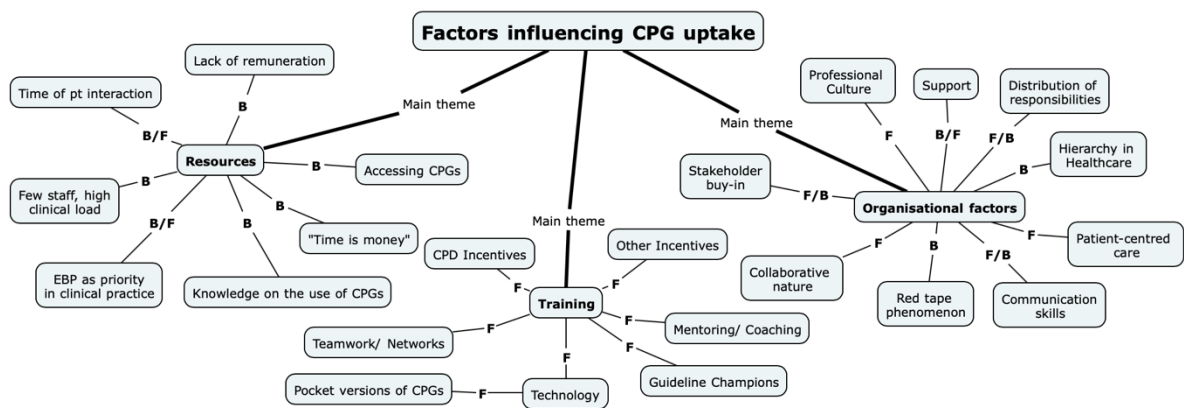 Factors influencing CPG uptake
Main theme
Main theme
Main theme
Resources
Lack of remuneration
B
Time of pt interaction
B/F
Accessing CPGs
B
Few staff, high
clinical load
B
"Time is money"
B
EBP as priority
in clinical practice
B/F
Knowledge on the use of CPGs
B
Training
CPD Incentives
F
Other Incentives
F
Teamwork/ Networks
F
Mentoring/ Coaching
F
Guideline Champions
F
F
Technology
Pocket versions of CPGs
F
Organisational factors
Professional
Culture
F
Support
B/F
Distribution of
responsibilities
F/B
Hierarchy in
Healthcare
B
Stakeholder
buy-in
F/B
Patient-centred
care
F
Collaborative
nature
F
Red tape
phenomenon
B
Communication
skills
F/B